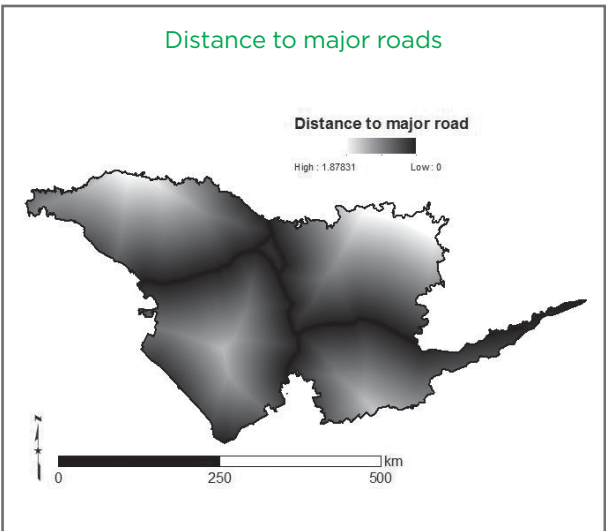 Distance to major roads
Distance to major road
High : 1.87831 Low : 0
N
km
0 250 500